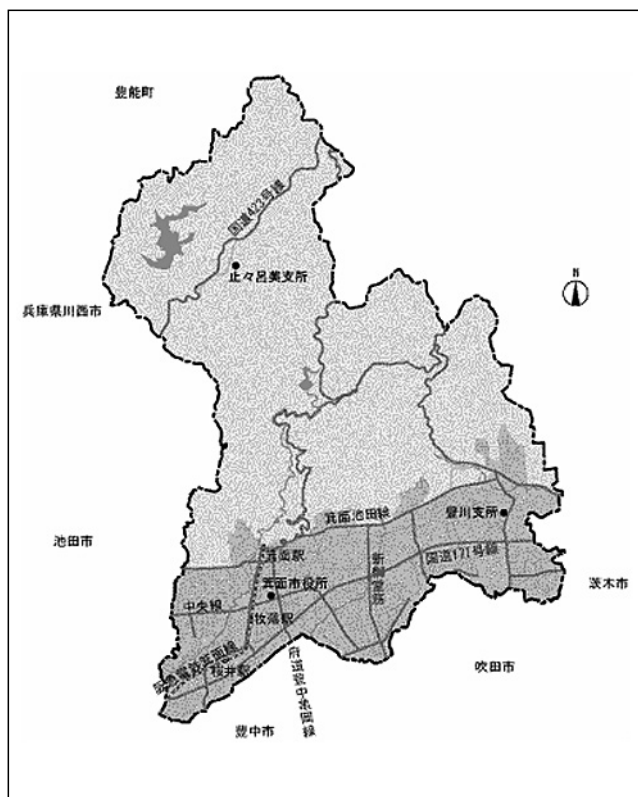 豊能町
国道423号線
止々呂美支所
兵庫県川西市
N
箕面池田線
豊川支所
池田市
箕面駅
国道171号線
新御堂筋
箕面市役所
茨木市
中央線
牧落駅
阪急電鉄箕面線
桜井駅
吹田市
府道豊中亀岡線
豊中市